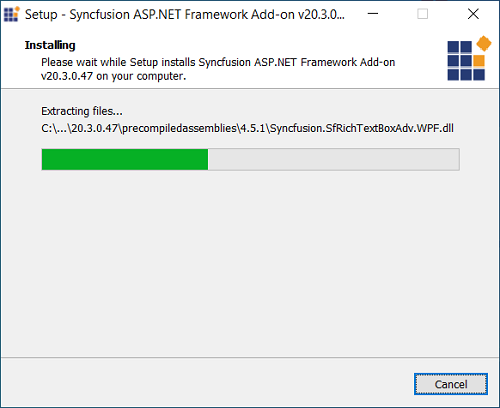 Setup - Syncfusion ASP.NET Framework Add-on v20.3.0...
Installing
Please wait while Setup installs Syncfusion ASP.NET Framework Add-on
v20.3.0.47 on your computer.
Extracting files...
C:\...\20.3.0.47\precompiledassemblies\4.5.1\Syncfusion.SfRichTextBoxAdv.WPF.dll
Cancel